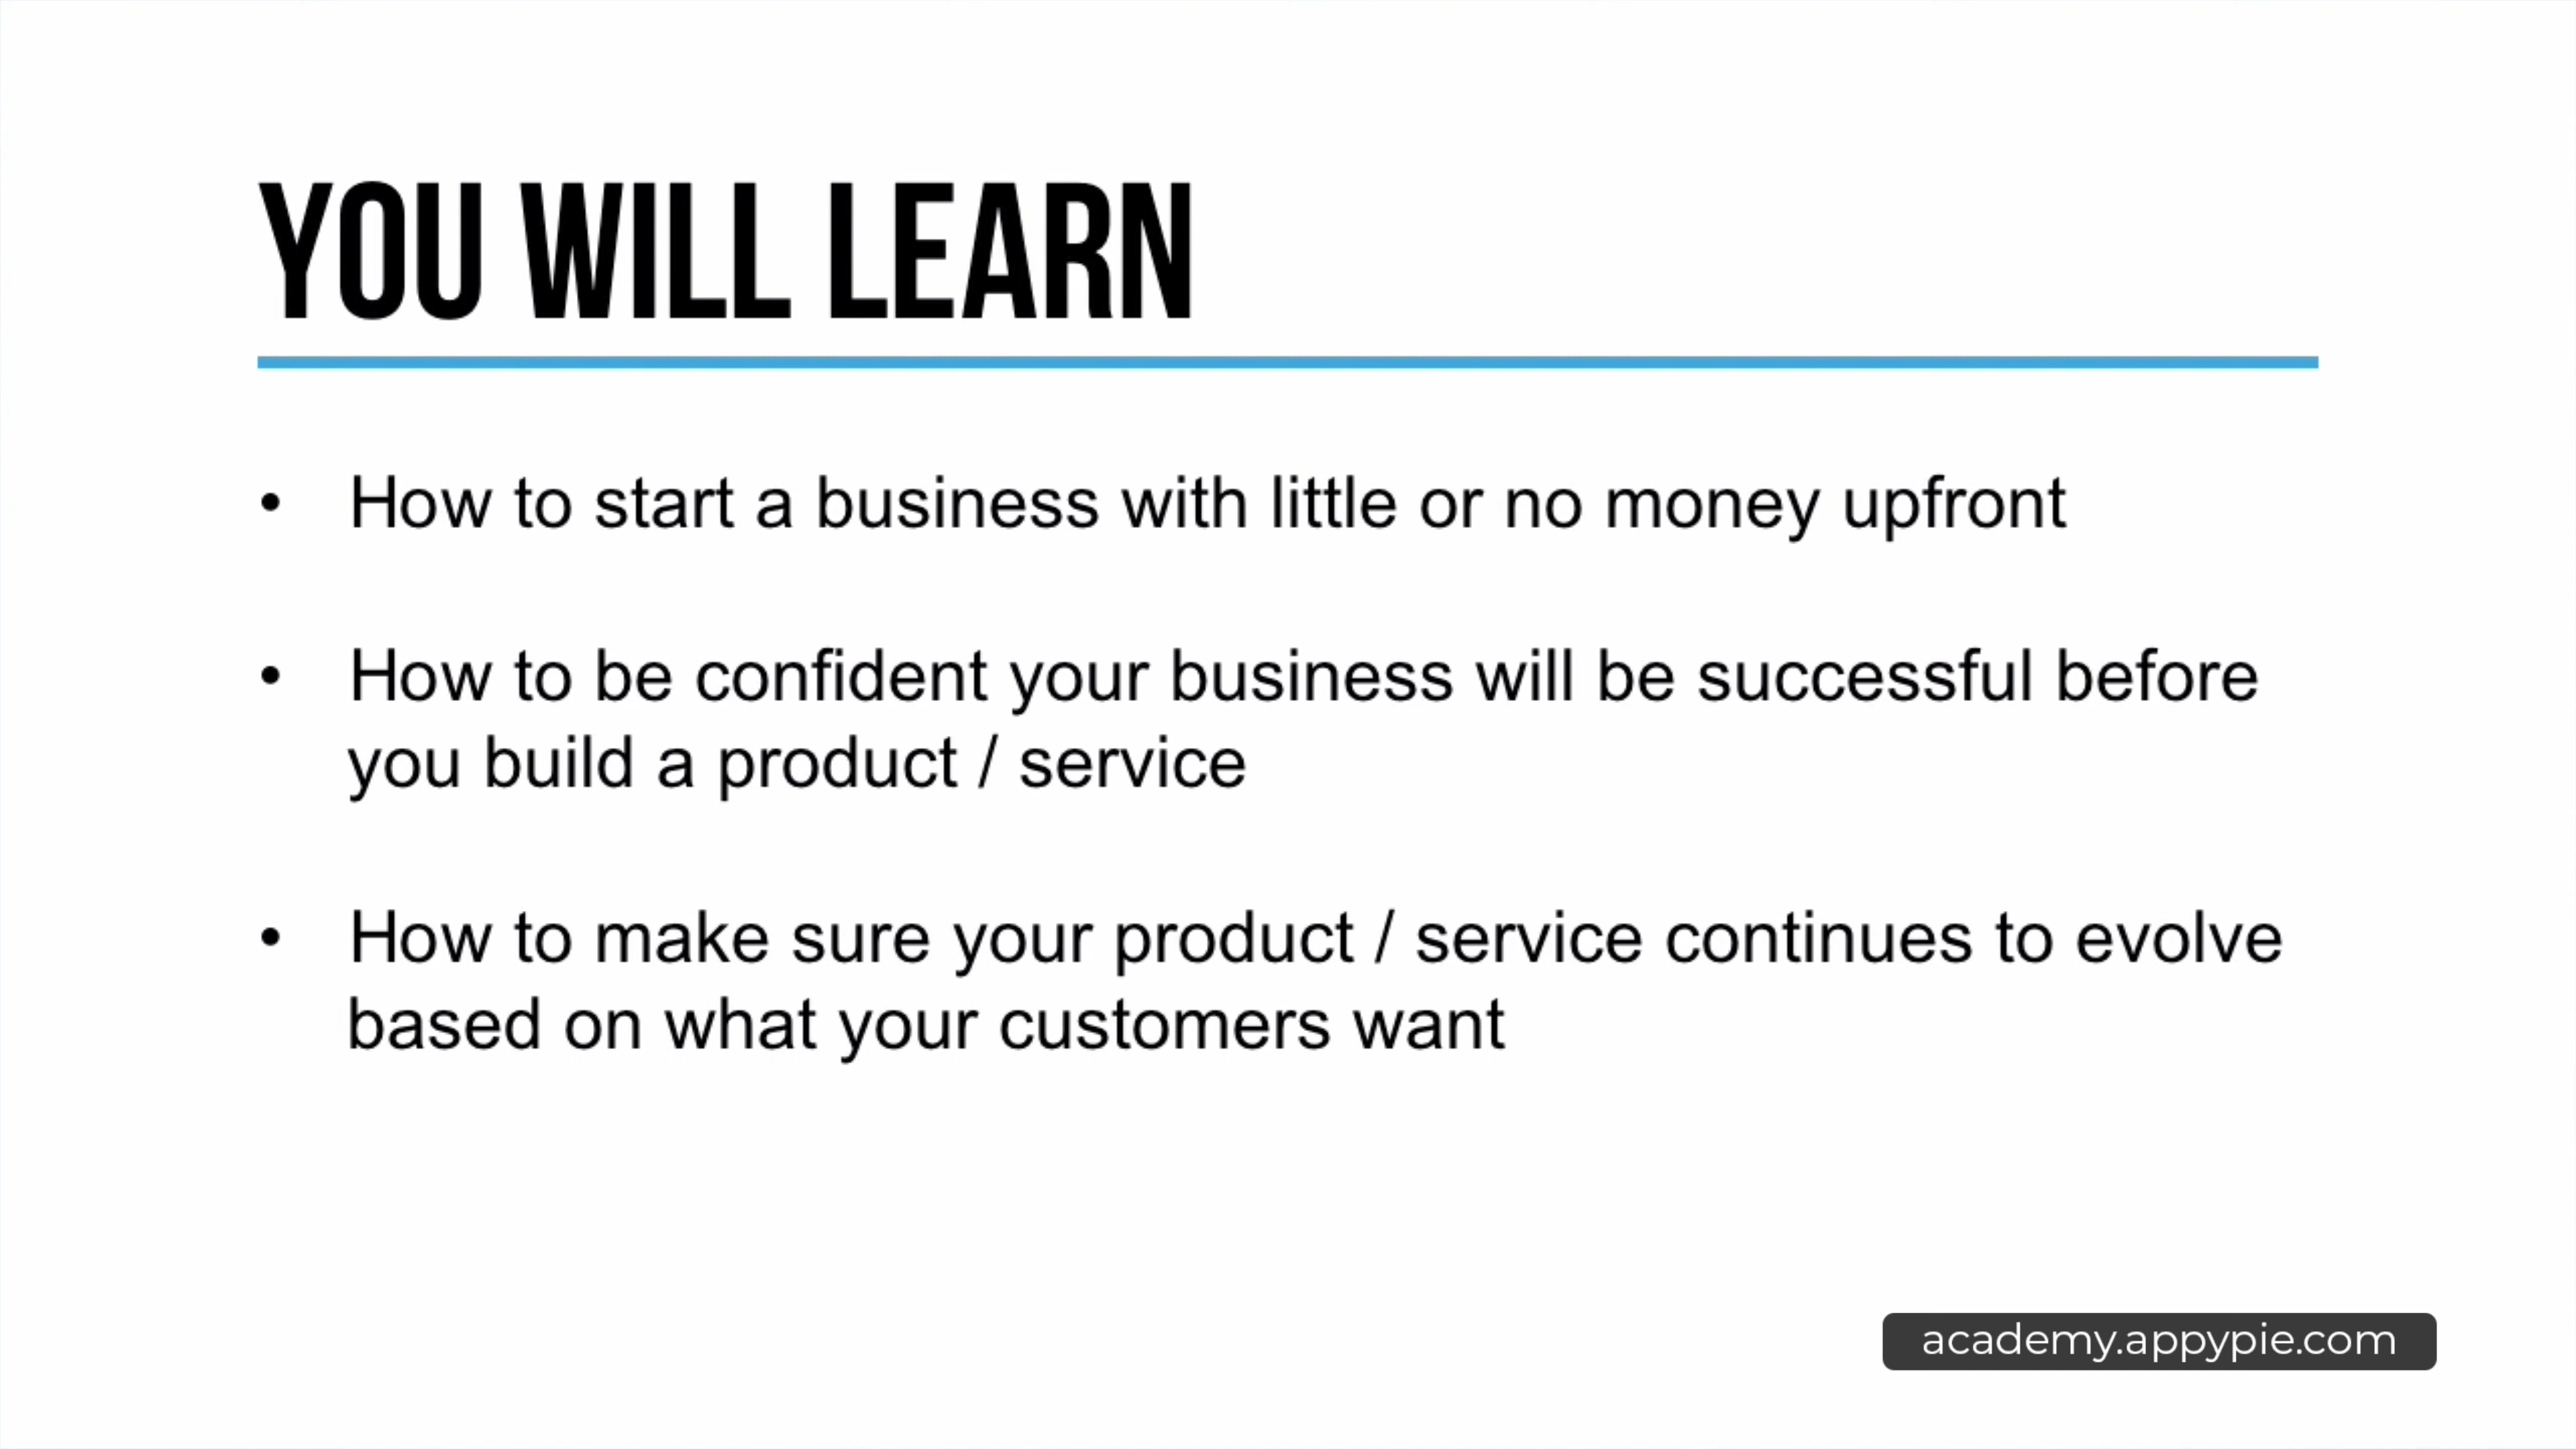 YOU WILL LEARN
• How to start a business with little or no money upfront
• How to be confident your business will be successful before
you build a product / service
• How to make sure your product / service continues to evolve
based on what your customers want
academy.appypie.com